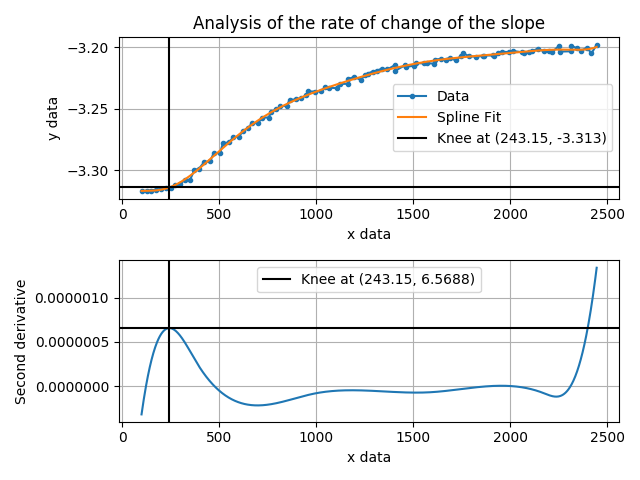 Analysis of the rate of change of the slope
−3.20
−3.25
−3.30
y data
Data
Spline Fit
Knee at (243.15, -3.313)
0
500
1000
1500
2000
2500
x data
Knee at (243.15, 6.5688)
0.0000010
0.0000005
0.0000000
Second derivative
0
500
1000
1500
2000
2500
x data